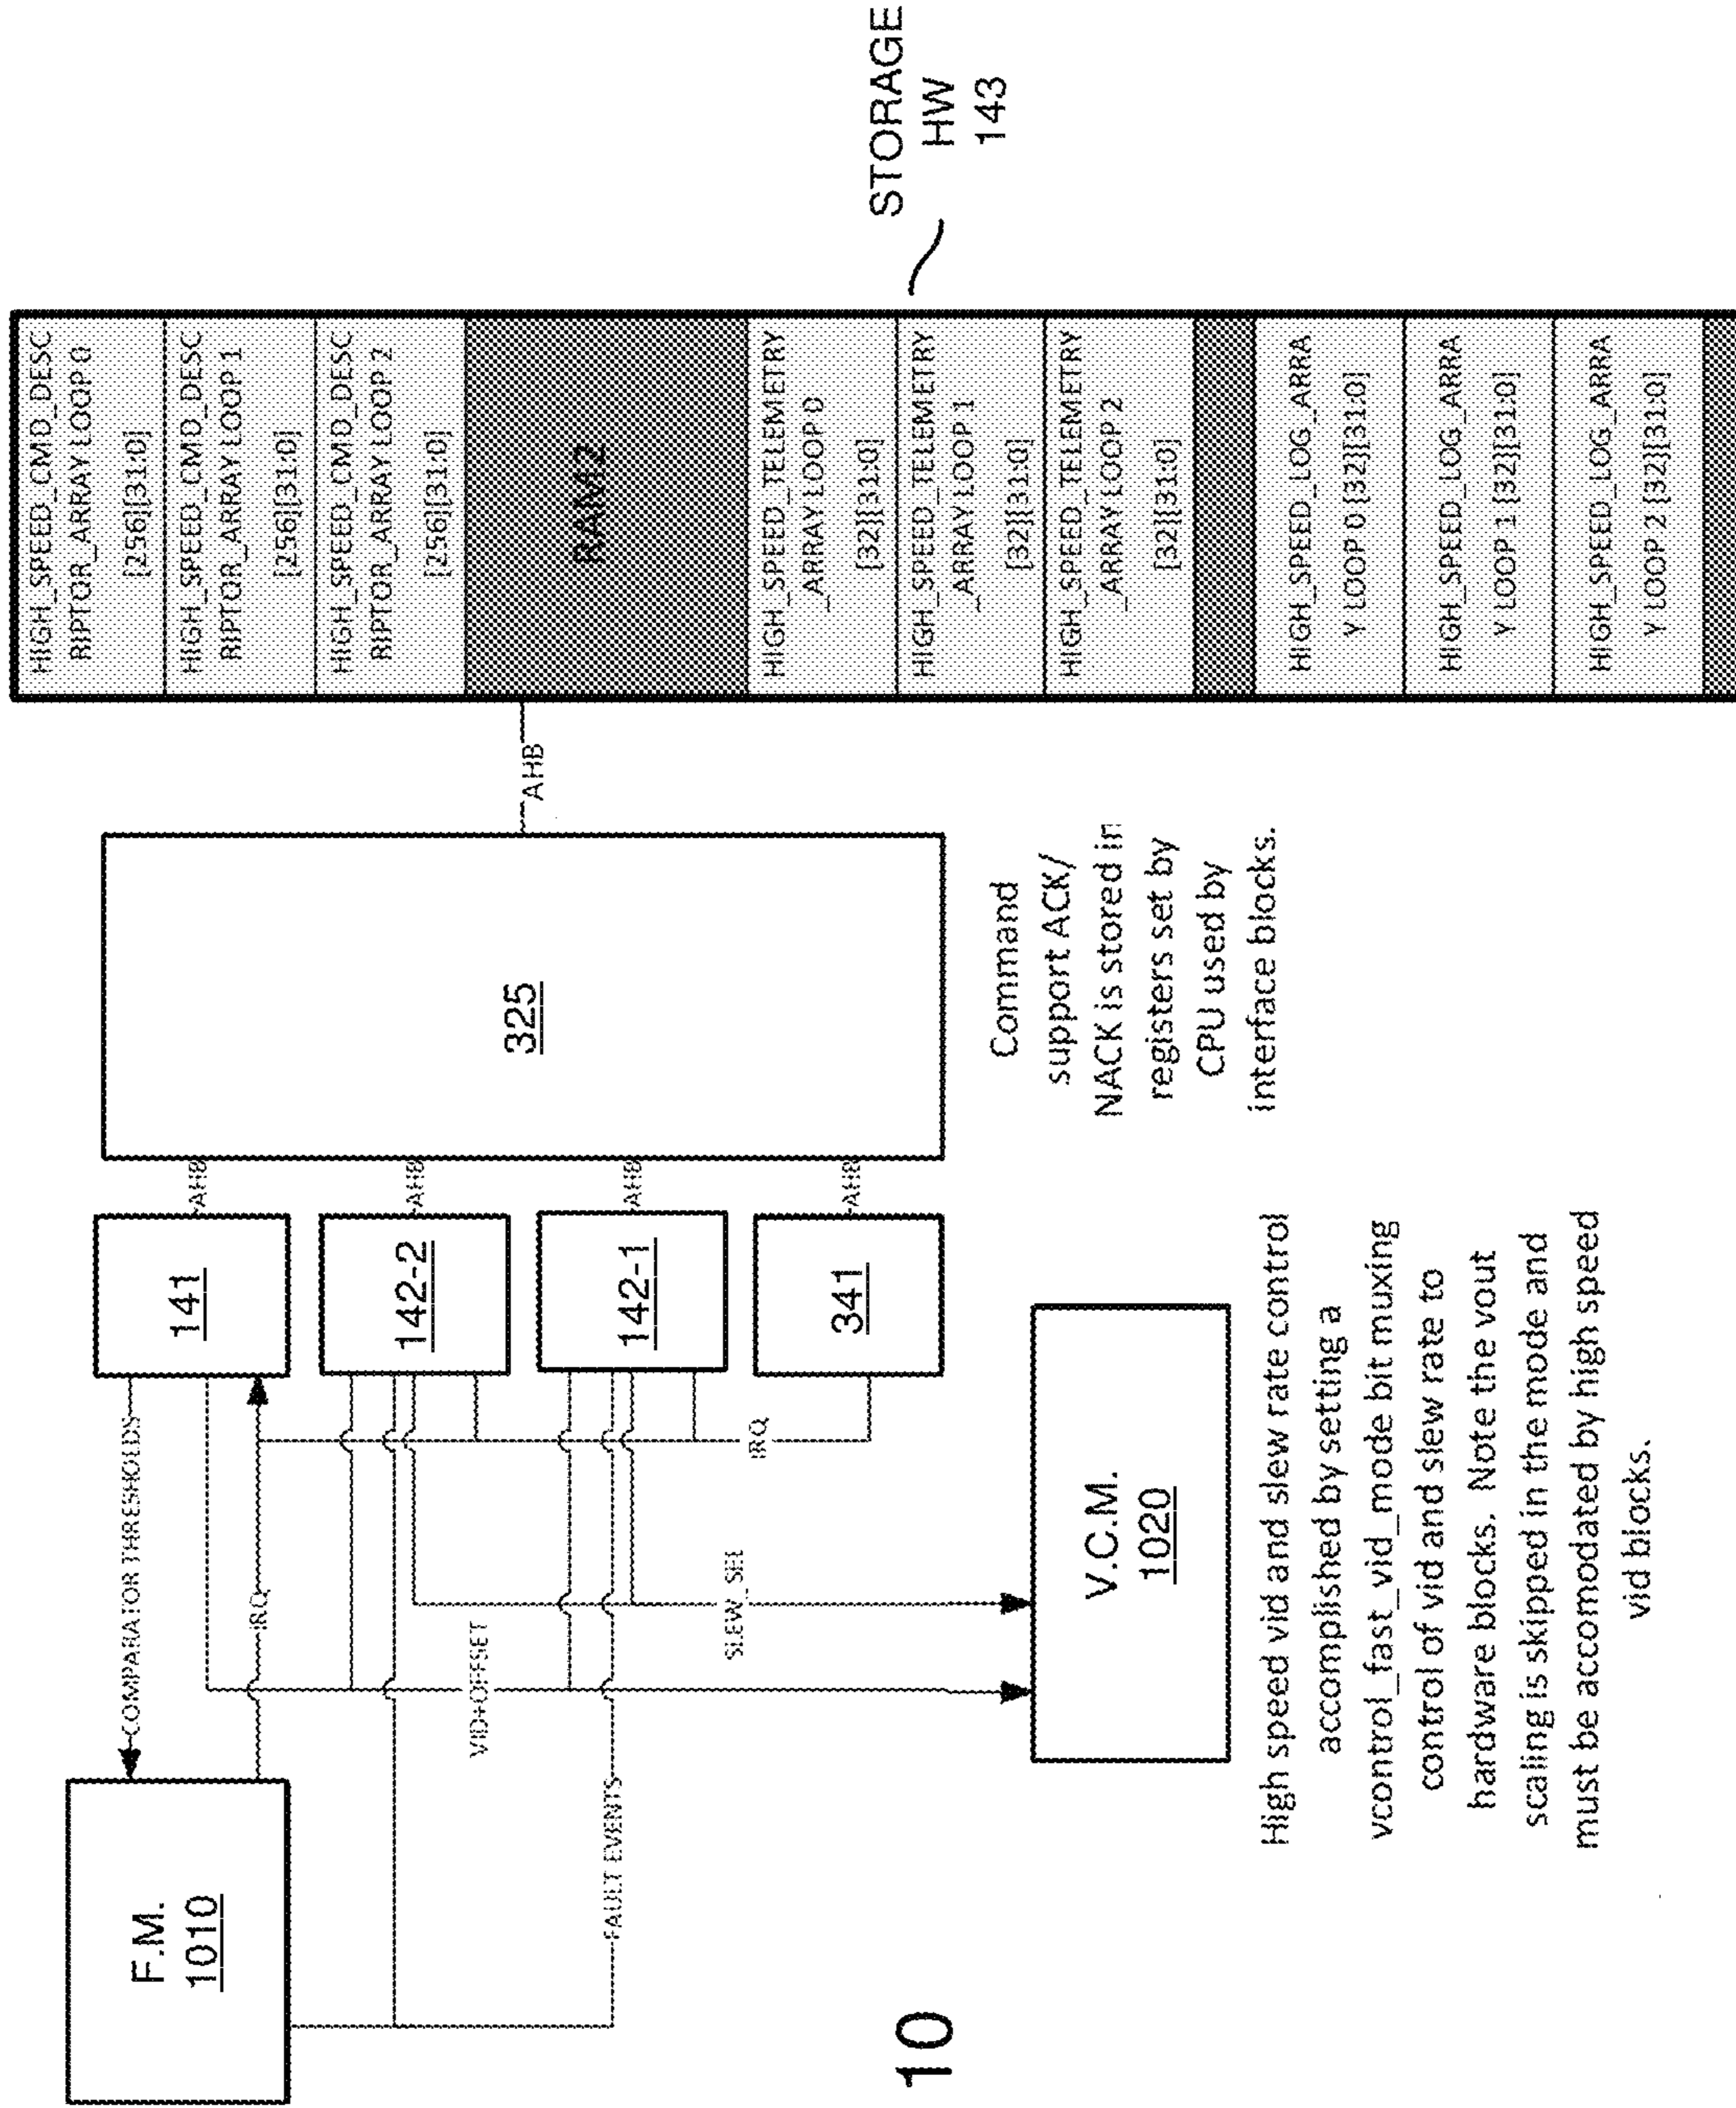 F.M.
1010
COMPARATOR THRESHOLDS
IRQ
FAULT EVENTS
VID+OFFSET
SLEW_SEL
IRQ
141
142-2
142-1
341
AHB
AHB
AHB
AHB
325
AHB
V.C.M.
1020
High speed vid and slew rate control
accomplished by setting a
vcontrol_fast_vid_mode bit muxing
control of vid and slew rate to
hardware blocks. Note the vout
scaling is skipped in the mode and
must be accomodated by high speed
vid blocks.
Command
support ACK/
NACK is stored in
registers set by
CPU used by
interface blocks.
HIGH_SPEED_CMD_DESC
RIPTOR_ARRAY LOOP 0
[256][31:0]
HIGH_SPEED_CMD_DESC
RIPTOR_ARRAY LOOP 1
[256][31:0]
HIGH_SPEED_CMD_DESC
RIPTOR_ARRAY LOOP 2
[256][31:0]
RAM2
HIGH_SPEED_TELEMETRY
_ARRAY LOOP 0
[32][31:0]
HIGH_SPEED_TELEMETRY
_ARRAY LOOP 1
[32][31:0]
HIGH_SPEED_TELEMETRY
_ARRAY LOOP 2
[32][31:0]
HIGH_SPEED_LOG_ARRA
Y LOOP 0 [32][31:0]
HIGH_SPEED_LOG_ARRA
Y LOOP 1 [32][31:0]
HIGH_SPEED_LOG_ARRA
Y LOOP 2 [32][31:0]
STORAGE
HW
143
10